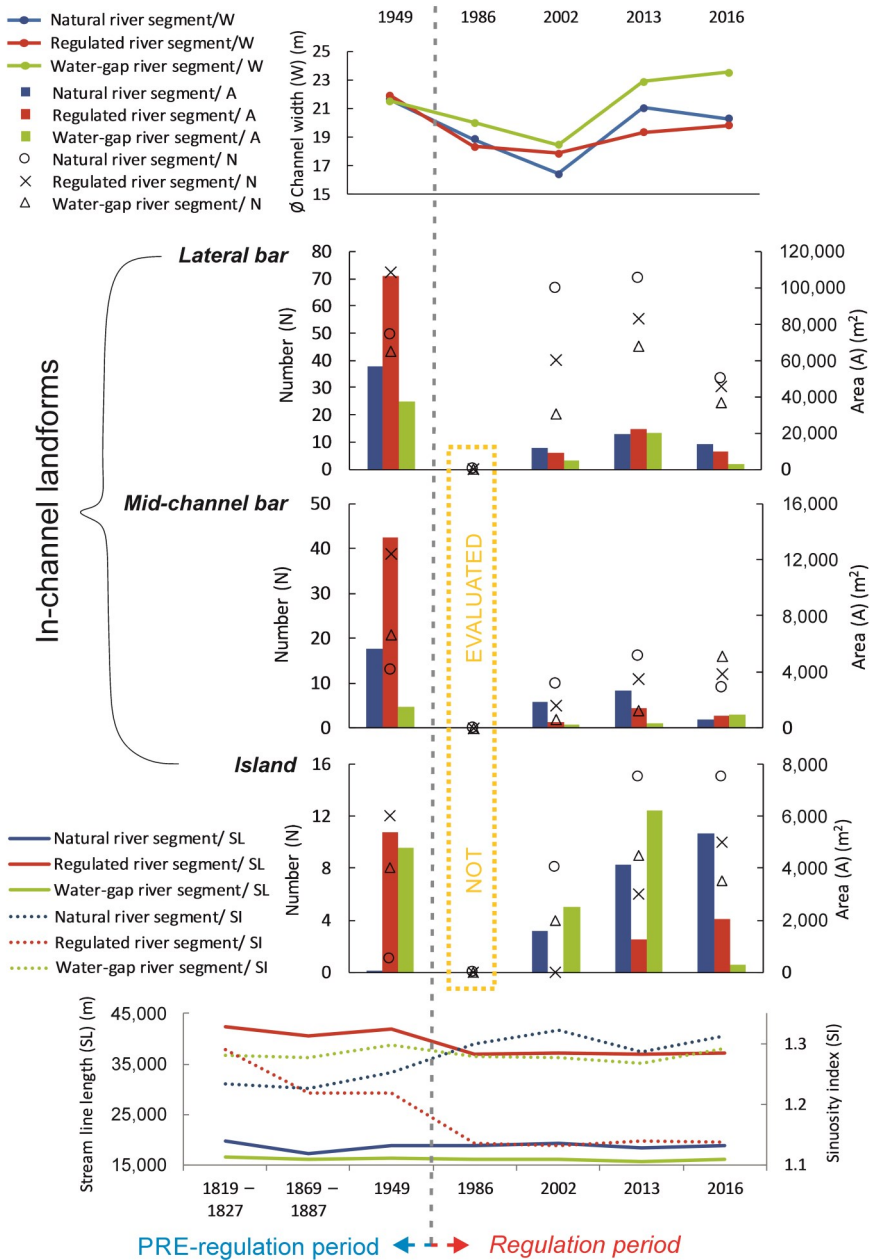 Natural river segment/W
Regulated river segment/W
Water-gap river segment/ W
Natural river segment/ A
Regulated river segment/ A
Water-gap river segment/ A
Natural river segment/ N
Regulated river segment/ N
Water-gap river segment/ N
1949 1986 2002 2013 2016
Ø Channel width (W) (m)
25
23
21
19
17
15
In-channel landforms
Lateral bar
Number (N)
80
70
60
50
40
30
20
10
0
120,000
100,000
80,000
60,000
40,000
20,000
0
Area (A) (m²)
Mid-channel bar
Number (N)
50
40
30
20
10
0
16,000
12,000
8,000
4,000
0
Area (A) (m²)
NOT EVALUATED
Island
Number (N)
16
12
8
4
0
8,000
6,000
4,000
2,000
0
Area (A) (m²)
Natural river segment/ SL
Regulated river segment/ SL
Water-gap river segment/ SL
Natural river segment/ SI
Regulated river segment/ SI
Water-gap river segment/ SI
Stream line length (SL) (m)
45,000
35,000
25,000
15,000
1.3
1.2
1.1
Sinuosity index (SI)
1819 – 1869 – 1949 1986 2002 2013 2016
1827 1887
PRE-regulation period Regulation period